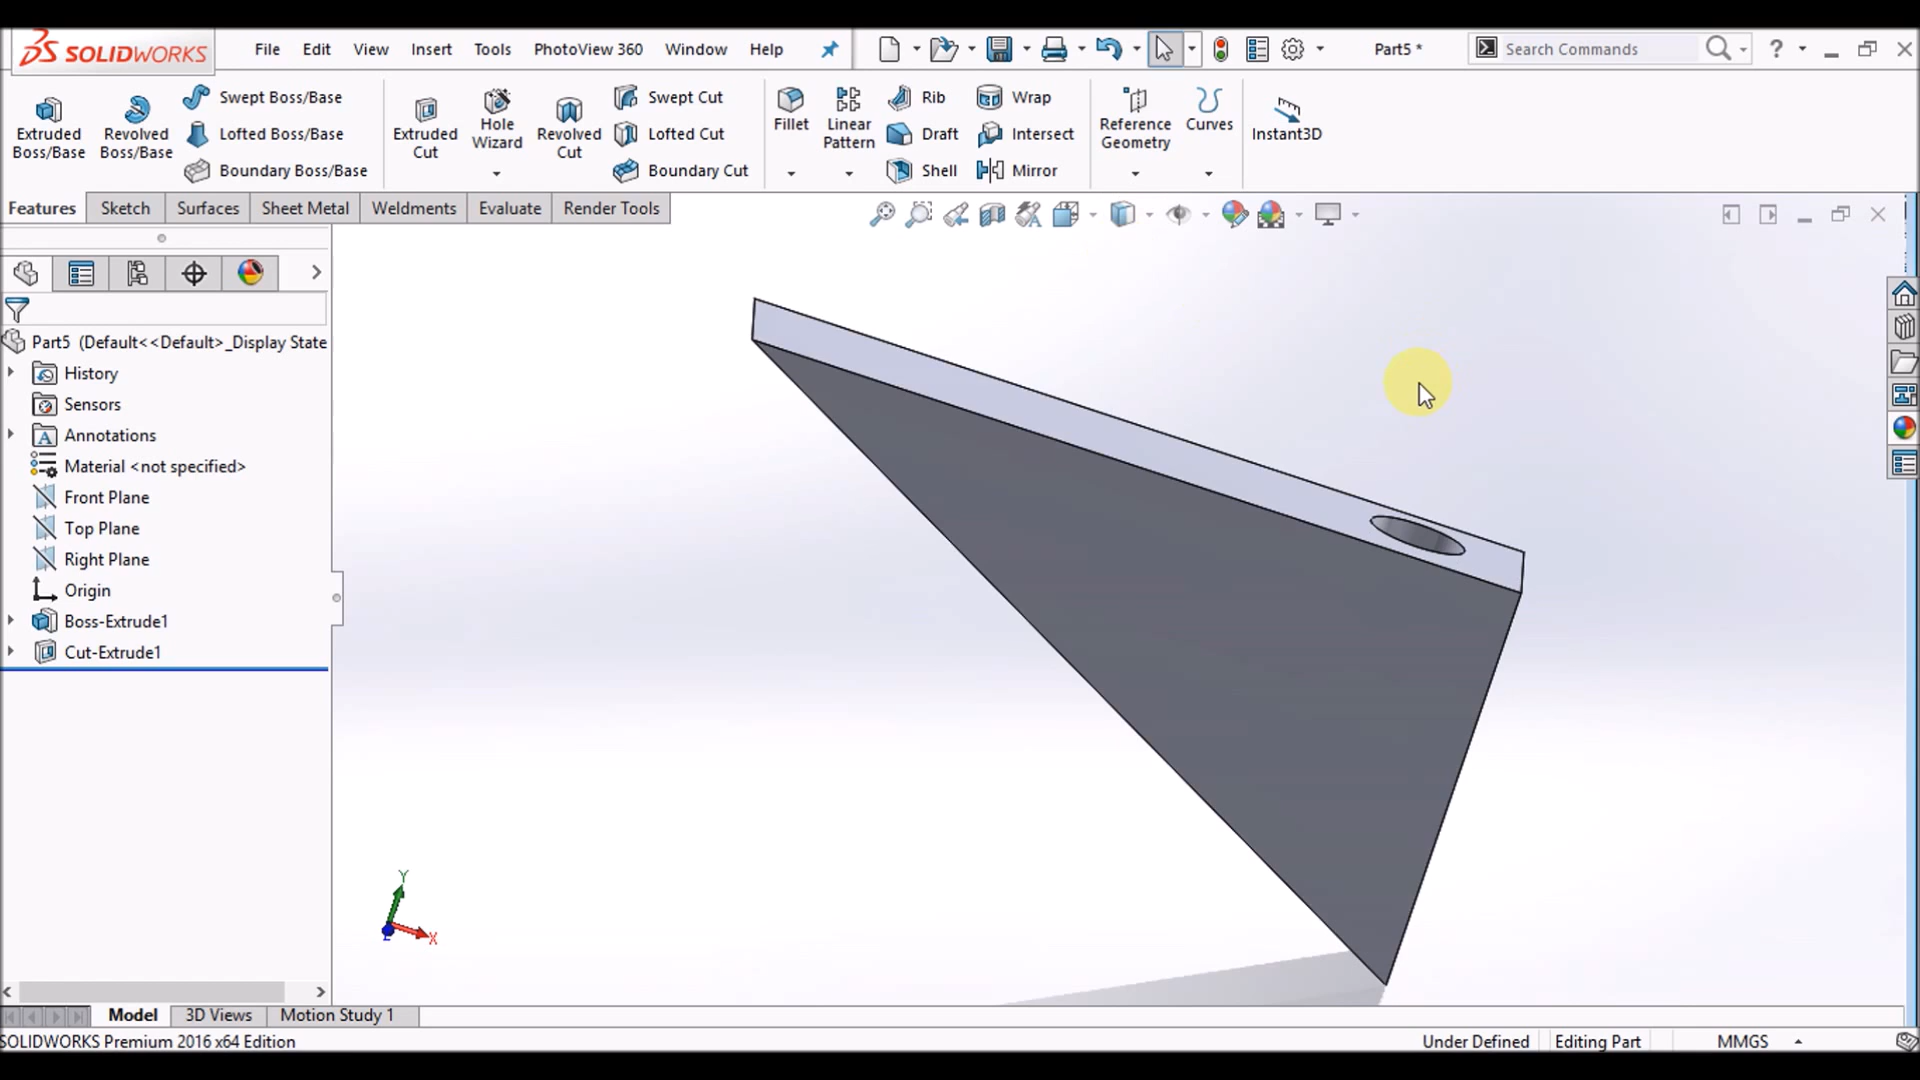 SOLIDWORKS File Edit View Insert Tools PhotoView 360 Window Help Part5 * Search Commands ?
Extruded Boss/Base
Revolved Boss/Base
Swept Boss/Base
Lofted Boss/Base
Boundary Boss/Base
Extruded Cut
Hole Wizard
Revolved Cut
Swept Cut
Lofted Cut
Boundary Cut
Fillet
Linear Pattern
Rib
Draft
Shell
Wrap
Intersect
Mirror
Reference Geometry
Curves
Instant3D
Features Sketch Surfaces Sheet Metal Weldments Evaluate Render Tools
Part5 (Default<<Default>_Display State
History
Sensors
Annotations
Material <not specified>
Front Plane
Top Plane
Right Plane
Origin
Boss-Extrude1
Cut-Extrude1
Y
X
Z
Model 3D Views Motion Study 1
SOLIDWORKS Premium 2016 x64 Edition Under Defined Editing Part MMGS